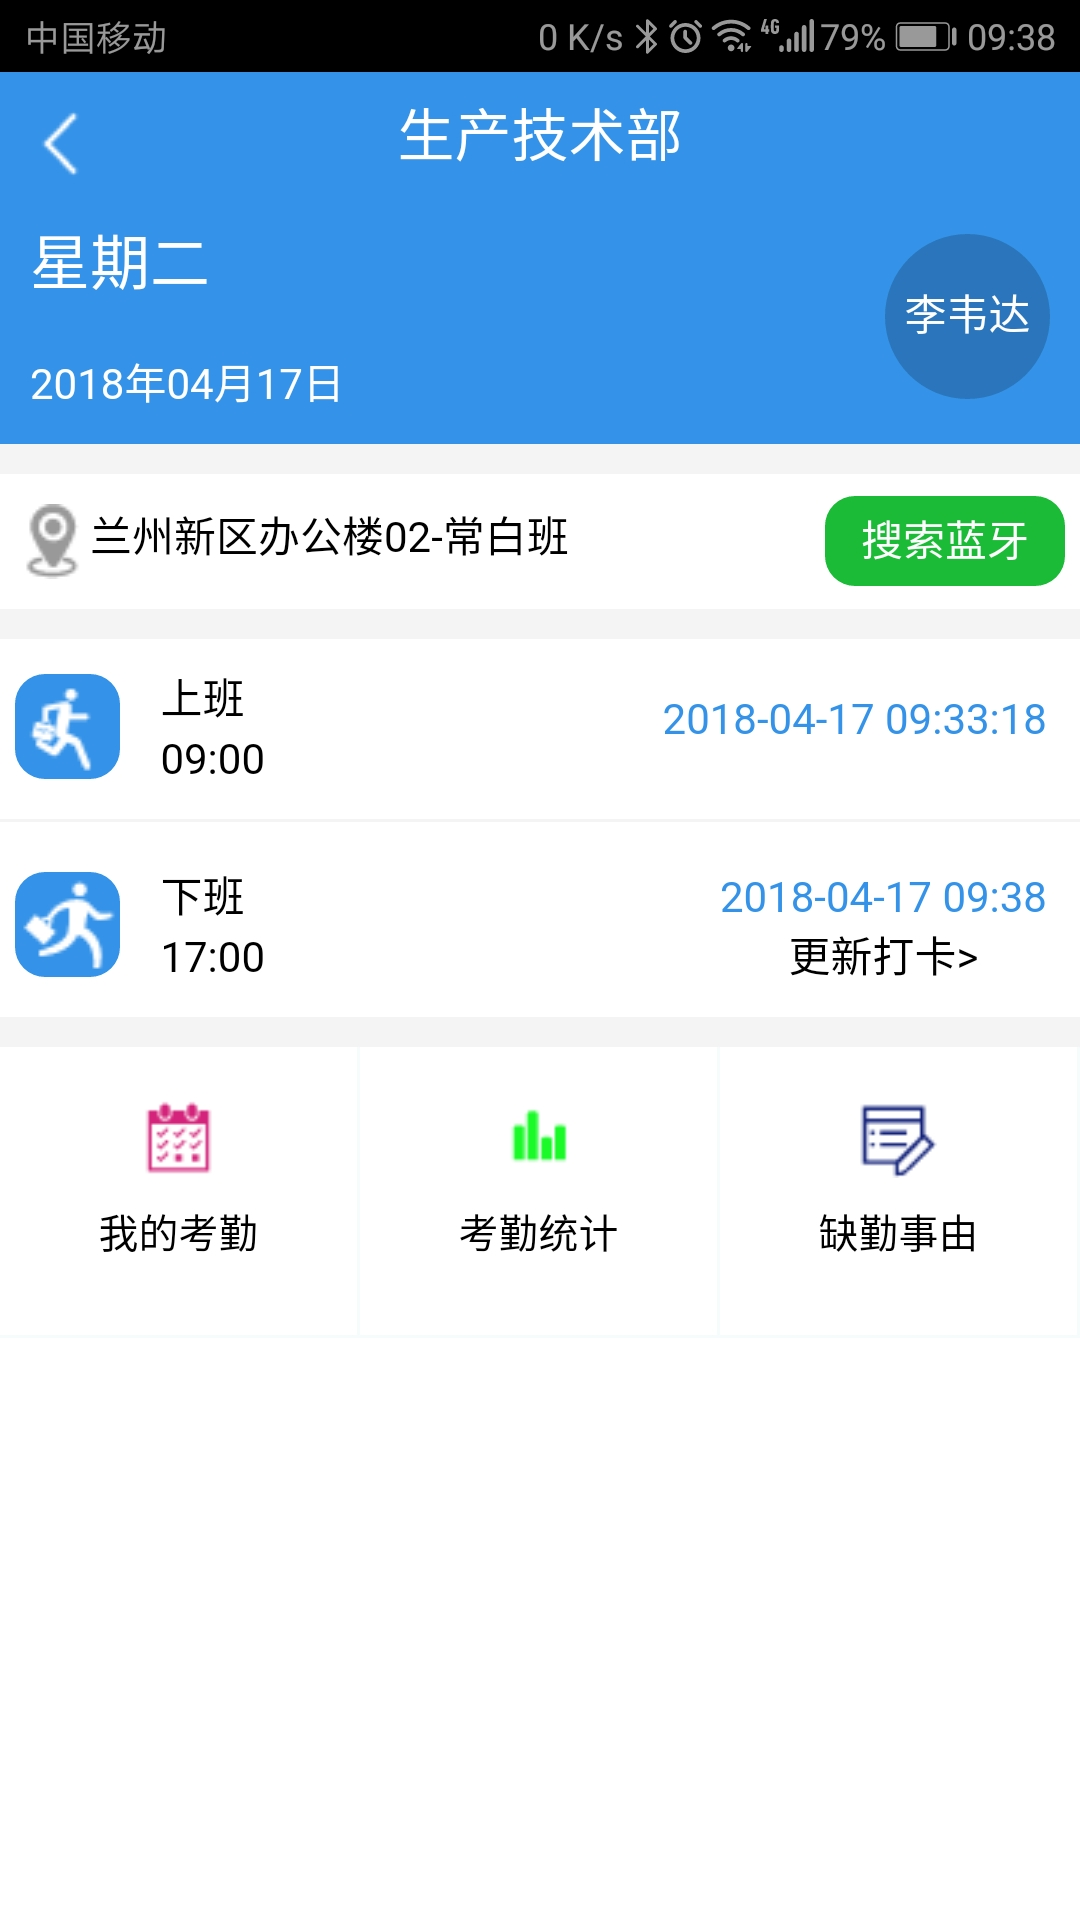 中国移动 0 K/s 4G 79% 09:38
生产技术部
星期二
李韦达
2018年04月17日
兰州新区办公楼02-常白班 搜索蓝牙
上班 2018-04-17 09:33:18
09:00
下班 2018-04-17 09:38
17:00 更新打卡>
我的考勤 考勤统计 缺勤事由